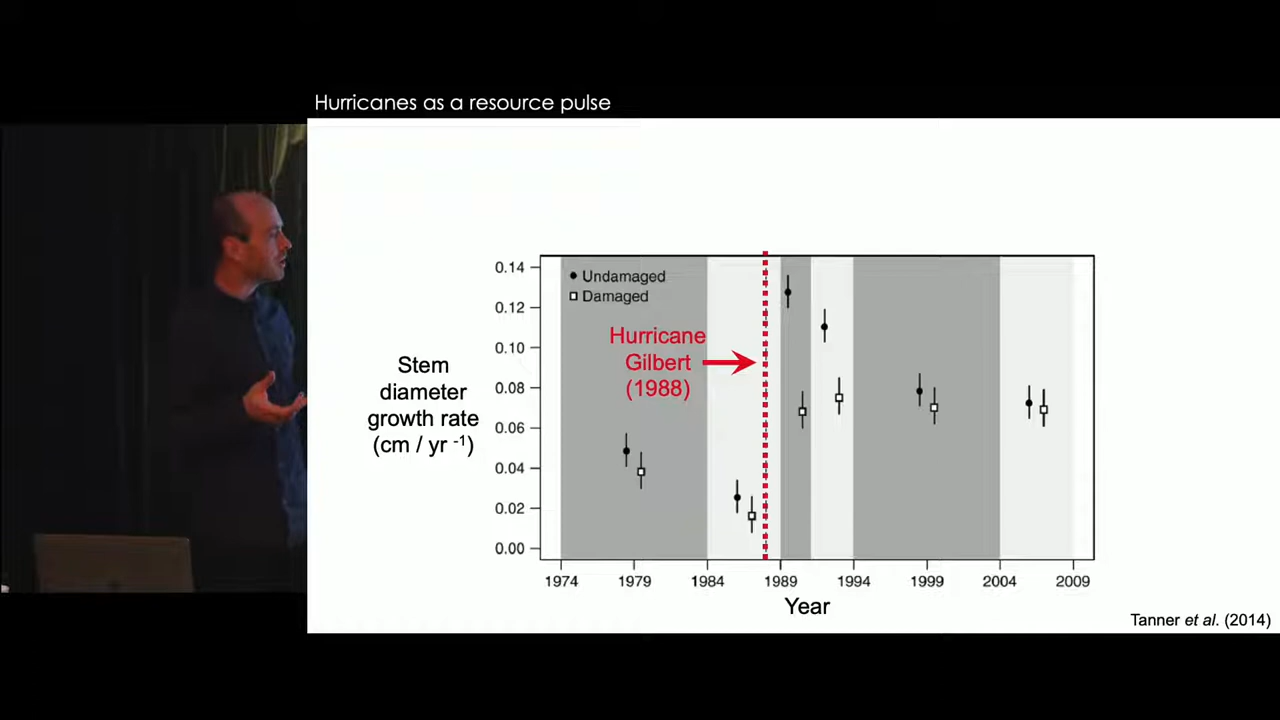 Hurricanes as a resource pulse
Undamaged
Damaged
Hurricane
Gilbert
(1988)
Stem
diameter
growth rate
(cm / yr -1)
0.14
0.12
0.10
0.08
0.06
0.04
0.02
0.00
1974 1979 1984 1989 1994 1999 2004 2009
Year
Tanner et al. (2014)